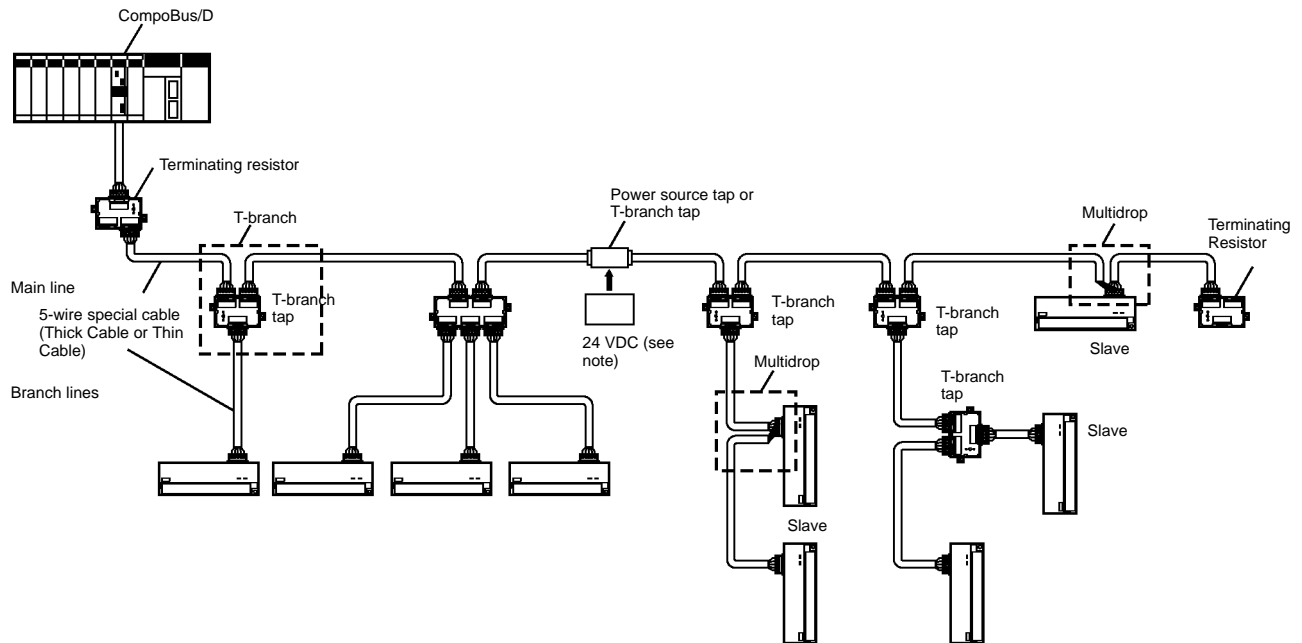 CompoBus/D
Terminating resistor
T-branch
Power source tap or
T-branch tap
Multidrop
Terminating
Resistor
Main line
5-wire special cable
(Thick Cable or Thin
Cable)
T-branch
tap
24 VDC (see
note)
T-branch
tap
T-branch
tap
Slave
Branch lines
Multidrop
T-branch
tap
Slave
Slave